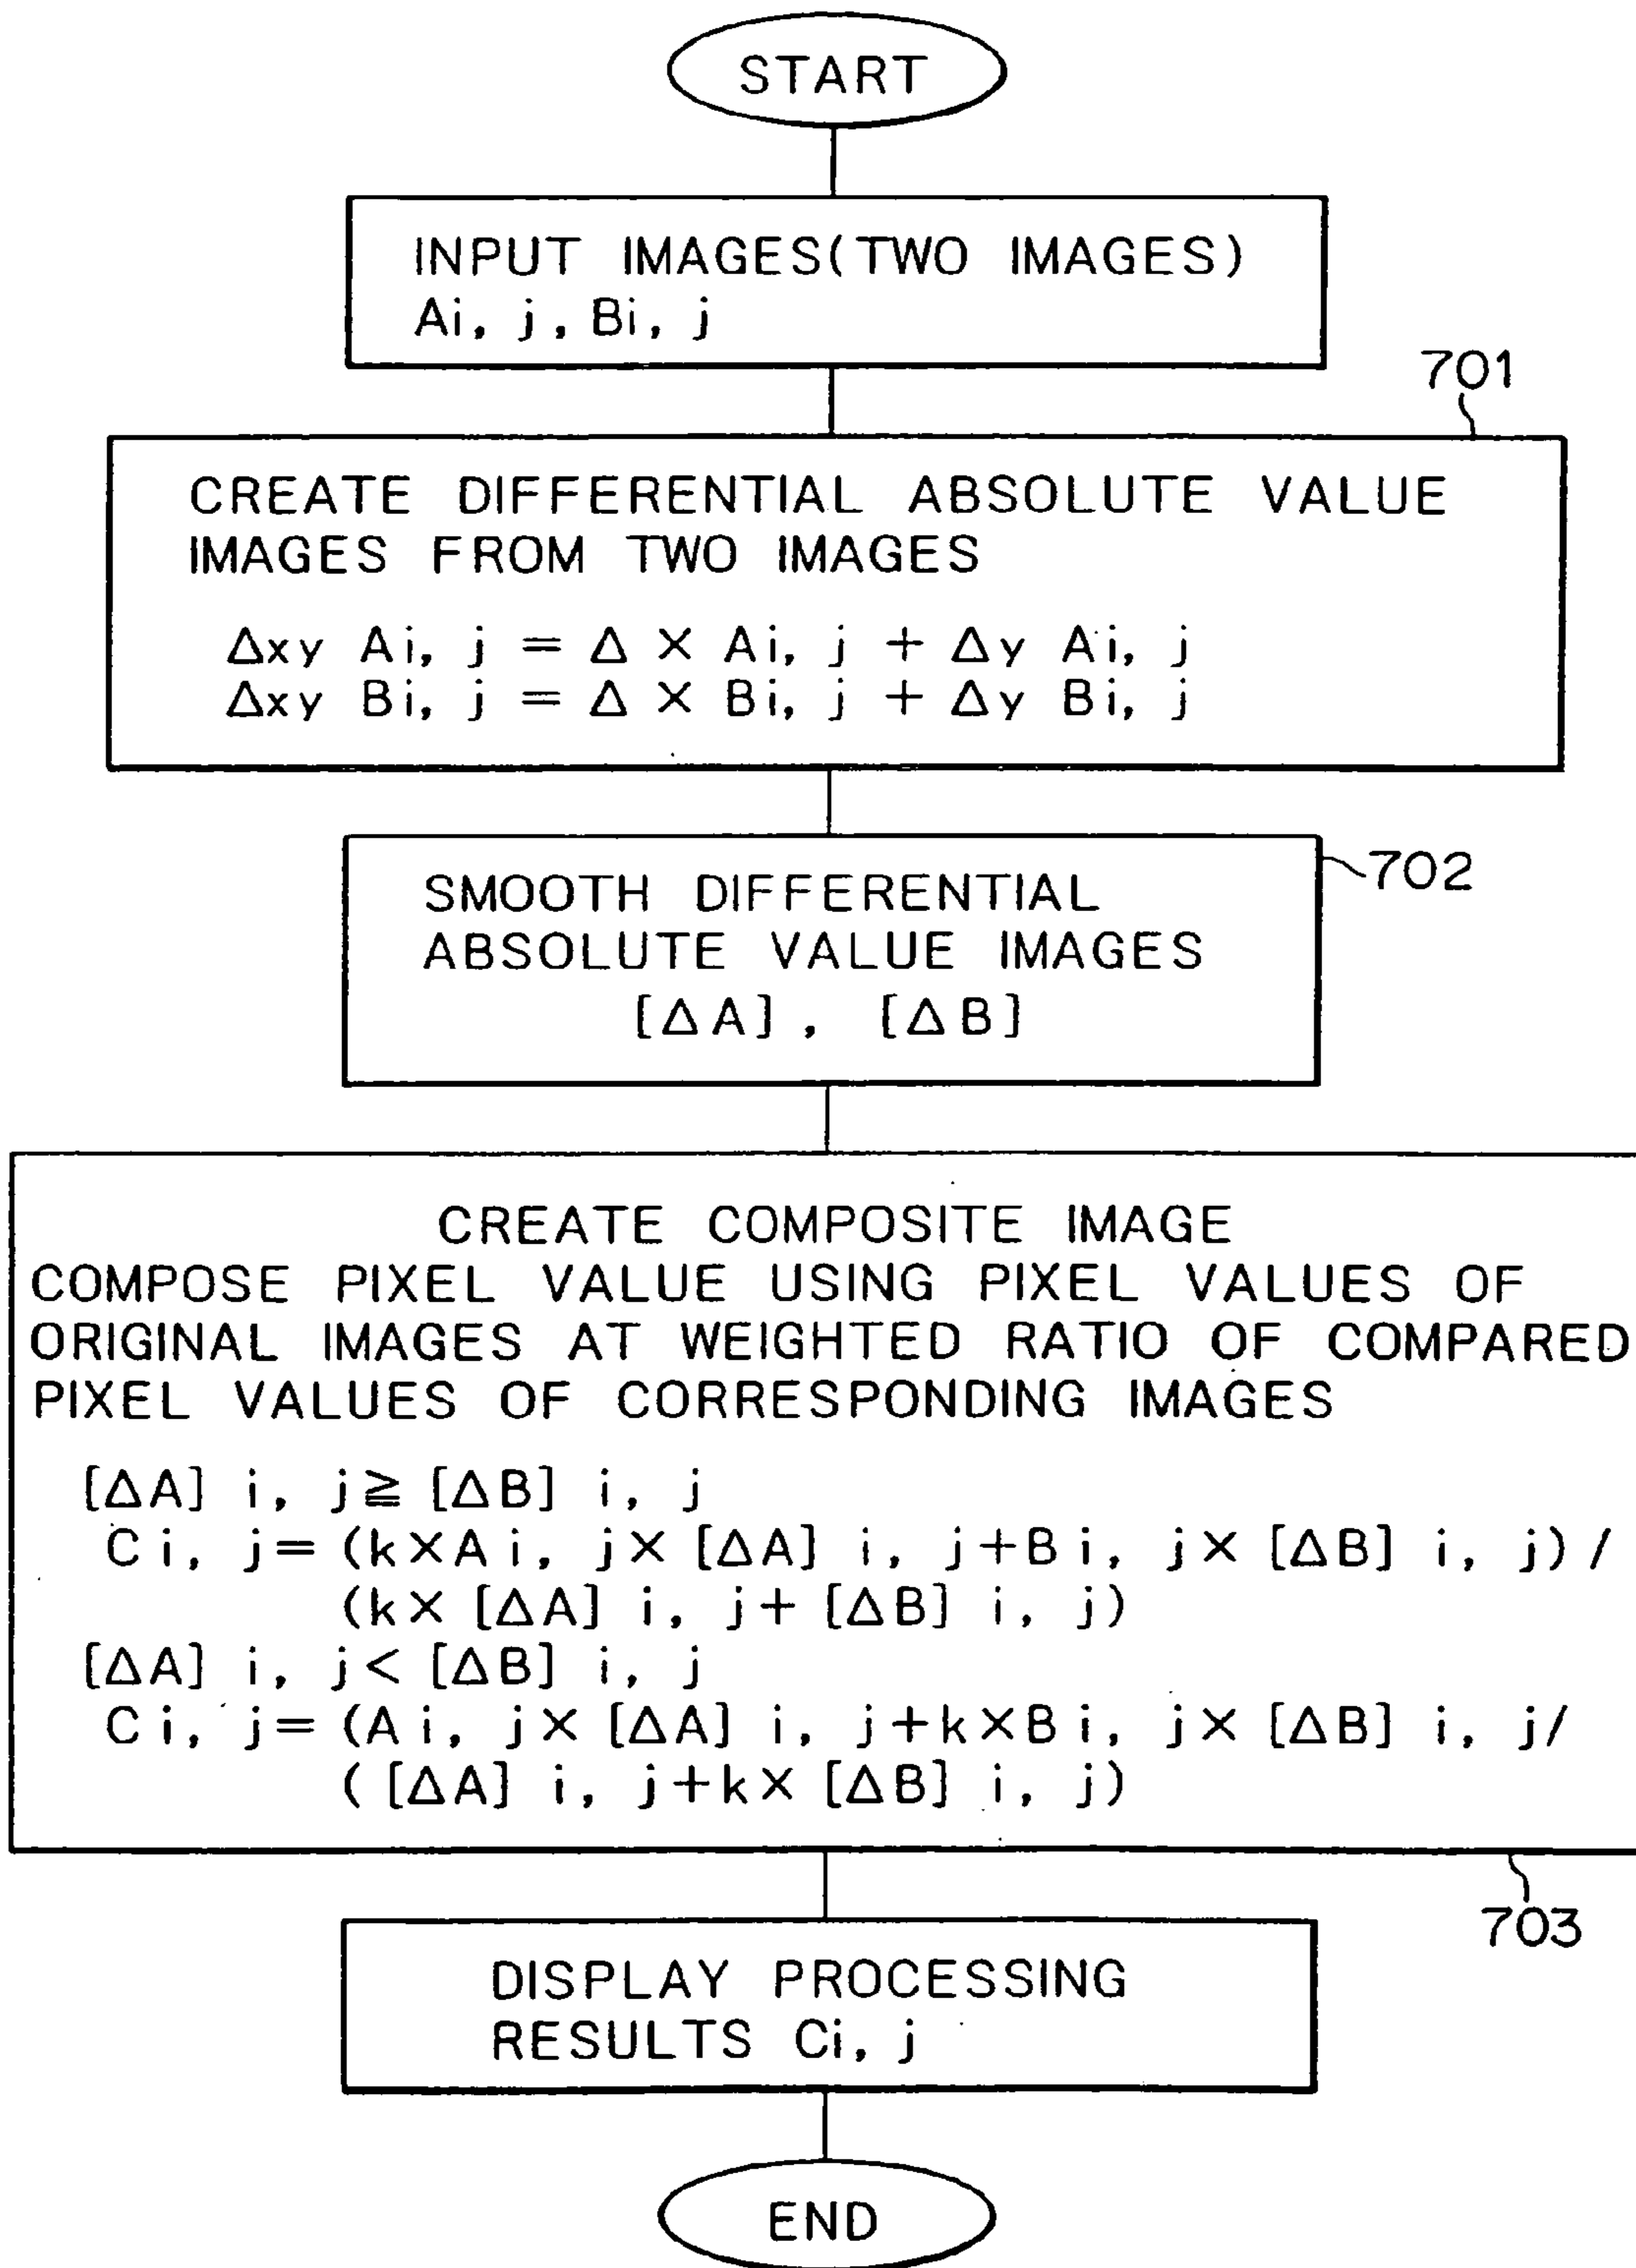 START
INPUT IMAGES(TWO IMAGES)
Ai, j, Bi, j
701
CREATE DIFFERENTIAL ABSOLUTE VALUE
IMAGES FROM TWO IMAGES
Δxy Ai, j = Δ × Ai, j + Δy Ai, j
Δxy Bi, j = Δ × Bi, j + Δy Bi, j
702
SMOOTH DIFFERENTIAL
ABSOLUTE VALUE IMAGES
[ΔA], [ΔB]
CREATE COMPOSITE IMAGE
COMPOSE PIXEL VALUE USING PIXEL VALUES OF
ORIGINAL IMAGES AT WEIGHTED RATIO OF COMPARED
PIXEL VALUES OF CORRESPONDING IMAGES
[ΔA] i, j≧[ΔB] i, j
Ci, j=(k×Ai, j×[ΔA] i, j+Bi, j×[ΔB] i, j)/
(k×[ΔA] i, j+[ΔB] i, j)
[ΔA] i, j<[ΔB] i, j
Ci, j=(Ai, j×[ΔA] i, j+k×Bi, j×[ΔB] i, j/
([ΔA] i, j+k×[ΔB] i, j)
703
DISPLAY PROCESSING
RESULTS Ci, j
END